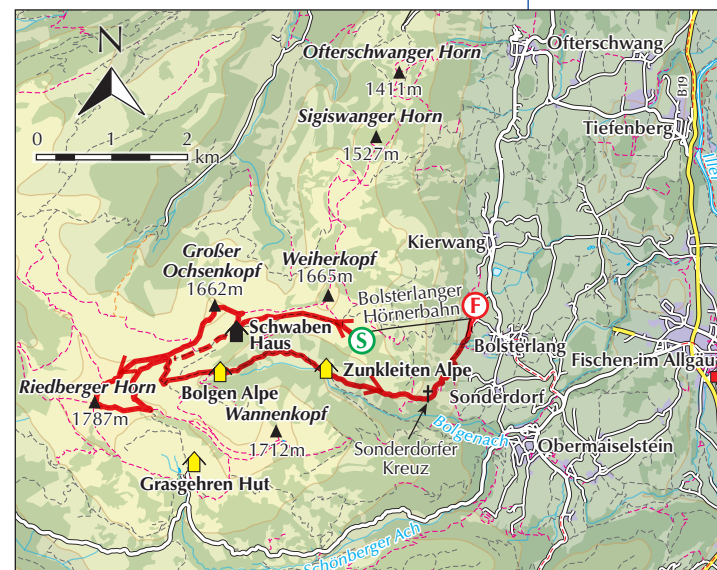 N
Ofterschwanger Horn
1411m
Ofterschwang
B19
Sigiswanger Horn
1527m
Tiefenberg
0 1 2
km
Kierwang
Großer
Ochsenkopf
1662m
Weiherkopf
1665m
Bolsterlanger
Hörnerbahn
F
S
Schwaben
Haus
Bolsterlang
Fischen im Allgäu
Riedberger Horn
1787m
Bolgen Alpe
Zunkleiten Alpe
Sonderdorf
Wannenkopf
1712m
Bolgenach
Sonderdorfer
Kreuz
Obermaiselstein
Grasgehren Hut
Schönberger Ach